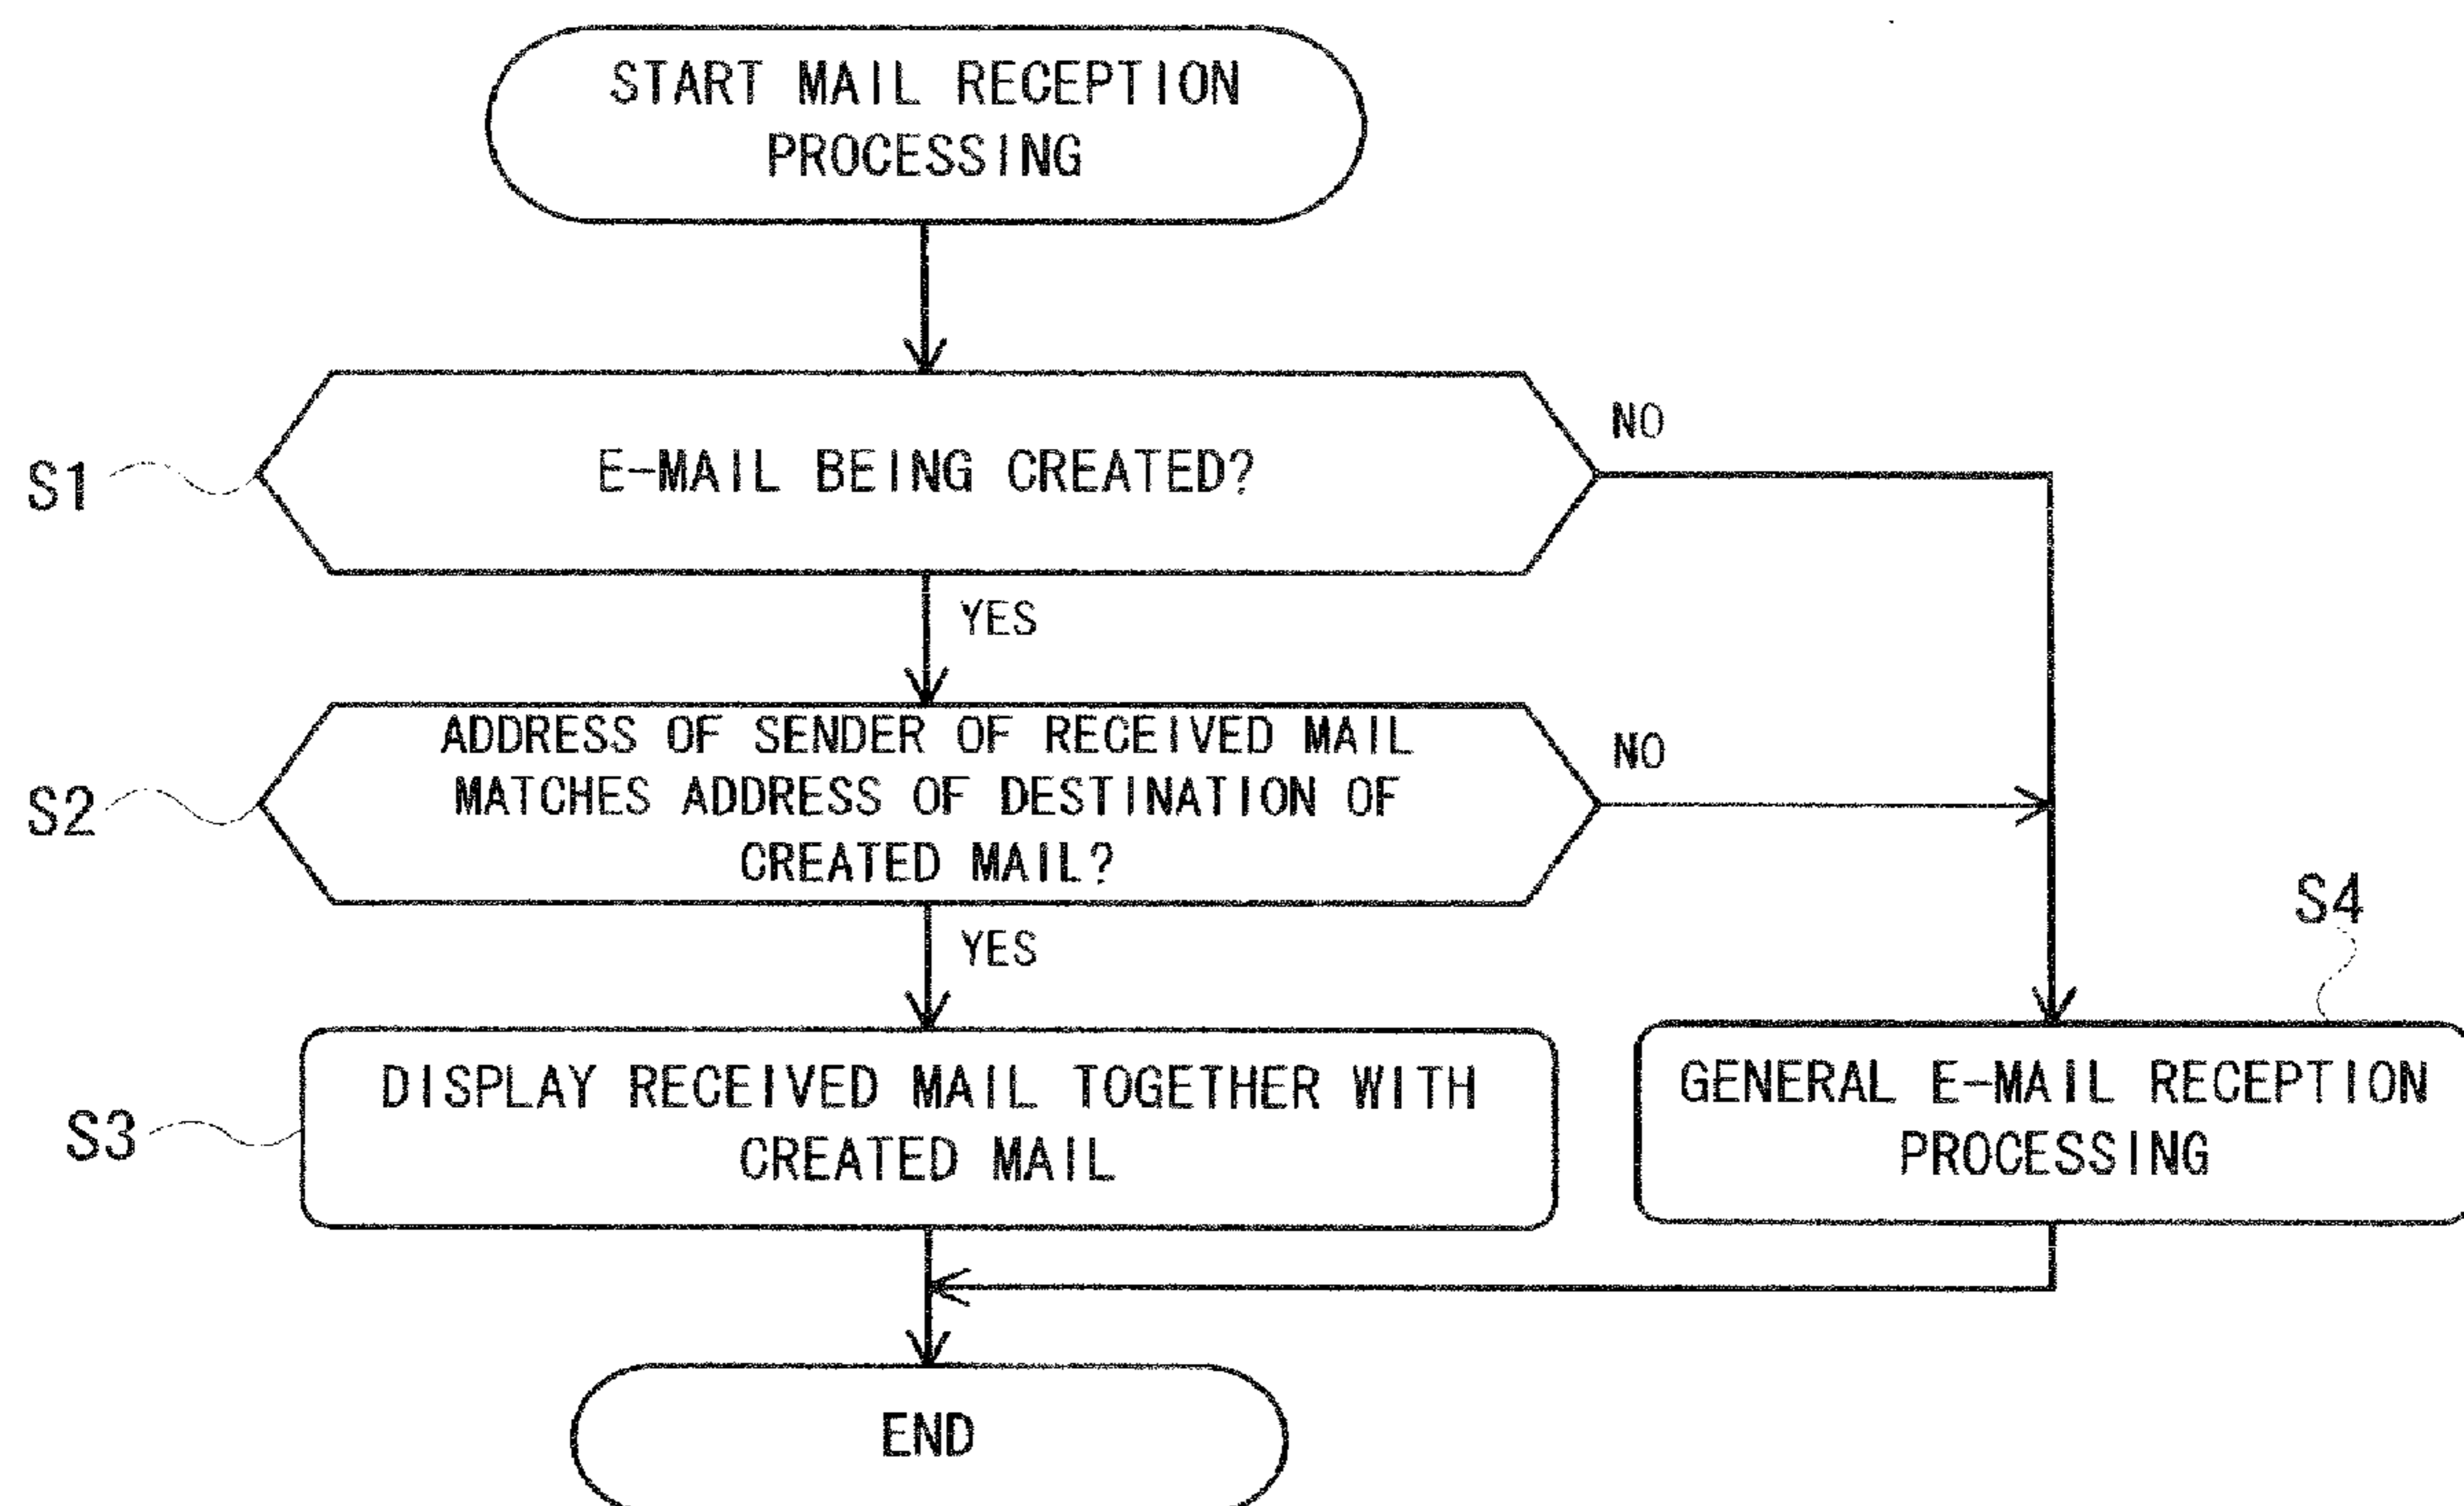 START MAIL RECEPTION
PROCESSING
S1
E-MAIL BEING CREATED?
NO
YES
S2
ADDRESS OF SENDER OF RECEIVED MAIL
MATCHES ADDRESS OF DESTINATION OF
CREATED MAIL?
NO
YES
S3
DISPLAY RECEIVED MAIL TOGETHER WITH
CREATED MAIL
S4
GENERAL E-MAIL RECEPTION
PROCESSING
END